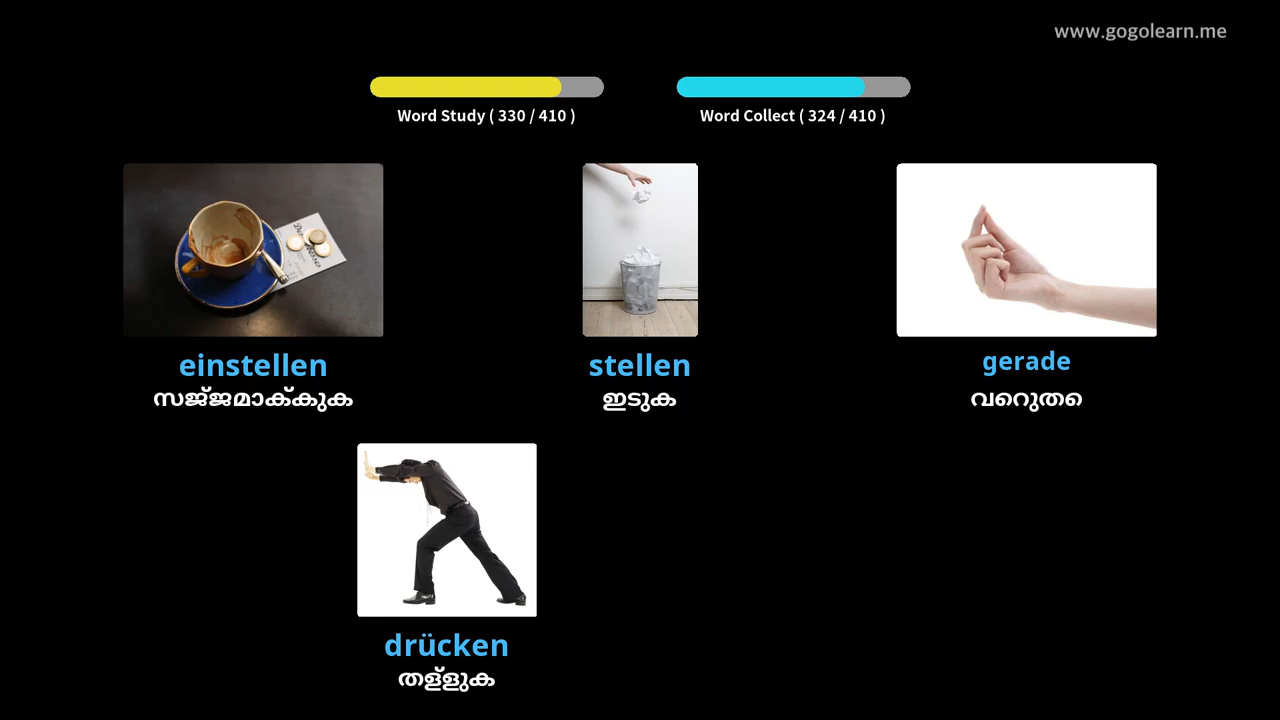 www.gogolearn.me
Word Study ( 330 / 410 )
Word Collect ( 324 / 410 )
einstellen
സജ്ജമാക്കുക
stellen
ഇടുക
gerade
വെറുതെ
drücken
തള്ളുക